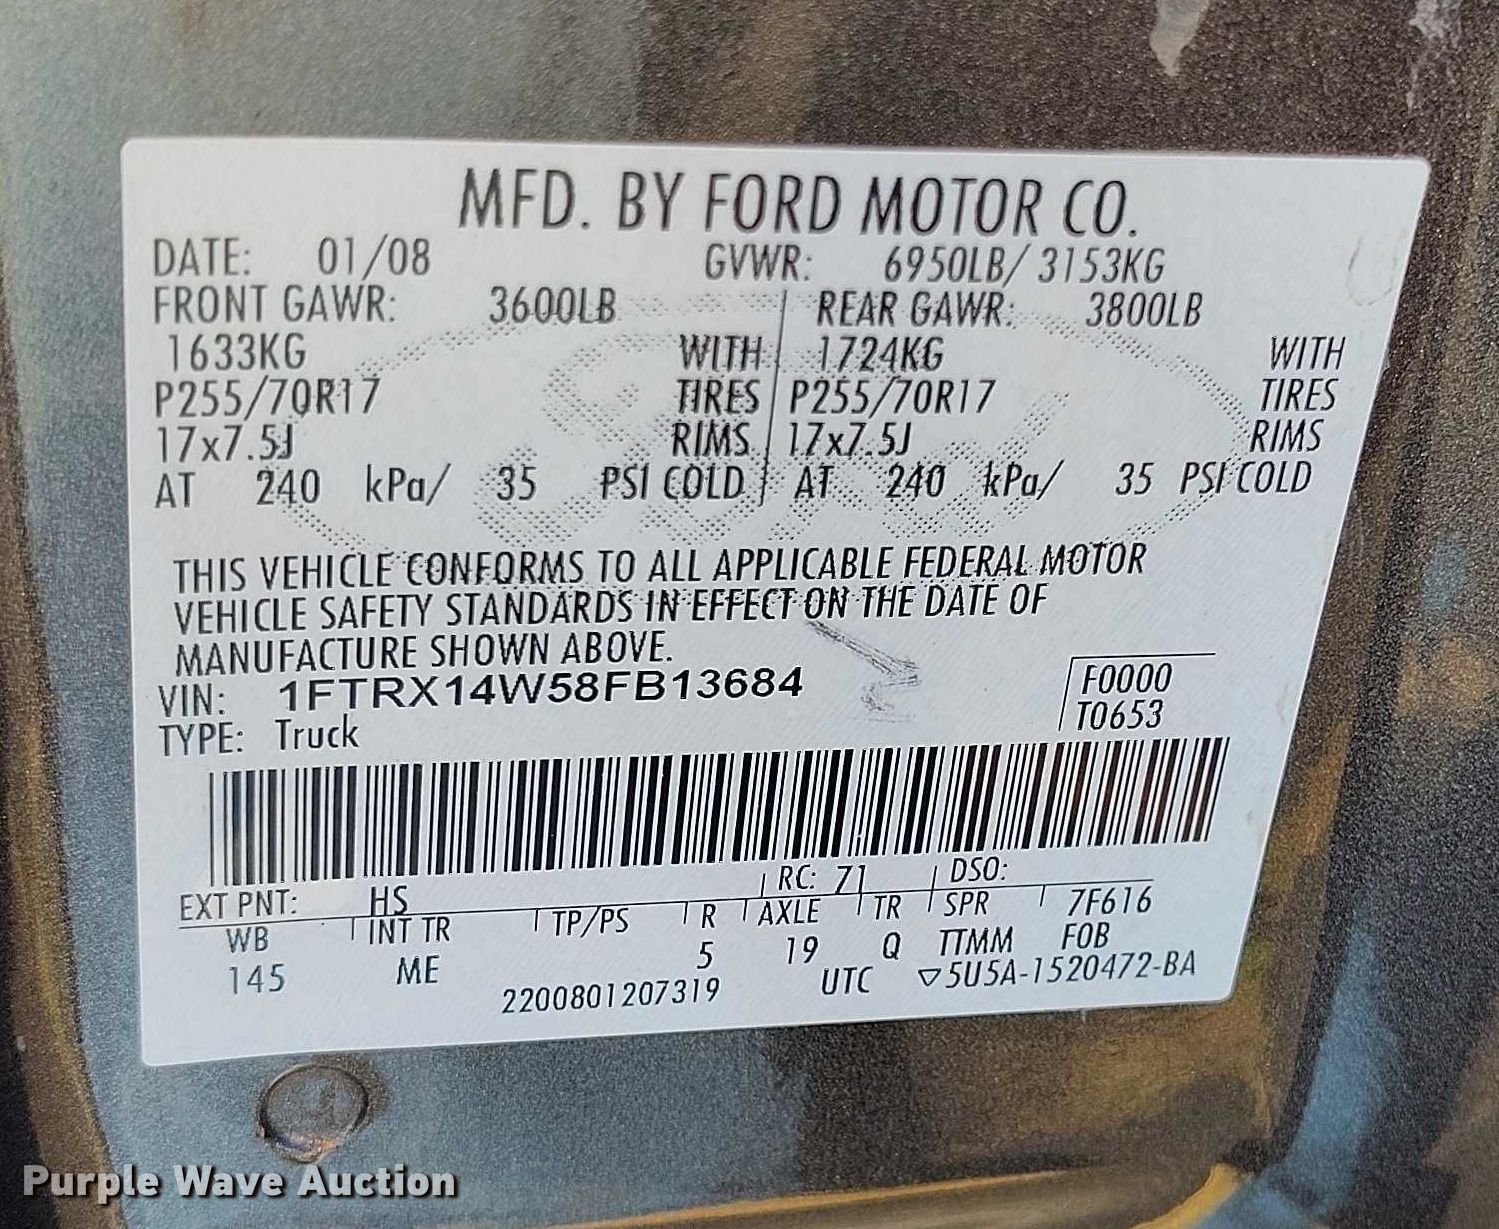 MFD. BY FORD MOTOR CO.
DATE: 01/08 GVWR: 6950LB/ 3153KG
FRONT GAWR: 3600LB REAR GAWR: 3800LB
1633KG WITH 1724KG WITH
P255/70R17 TIRES P255/70R17 TIRES
17x7.5J RIMS 17x7.5J RIMS
AT 240 kPa/ 35 PSI COLD AT 240 kPa/ 35 PSI COLD
THIS VEHICLE CONFORMS TO ALL APPLICABLE FEDERAL MOTOR
VEHICLE SAFETY STANDARDS IN EFFECT ON THE DATE OF
MANUFACTURE SHOWN ABOVE.
VIN: 1FTRX14W58FB13684 F0000
TYPE: Truck T0653
EXT PNT: HS RC: 71 DSO:
WB INT TR TP/PS R AXLE TR SPR 7F616
145 ME 5 19 Q TTMM FOB
2200801207319 UTC ▽5U5A-1520472-BA
Purple Wave Auction